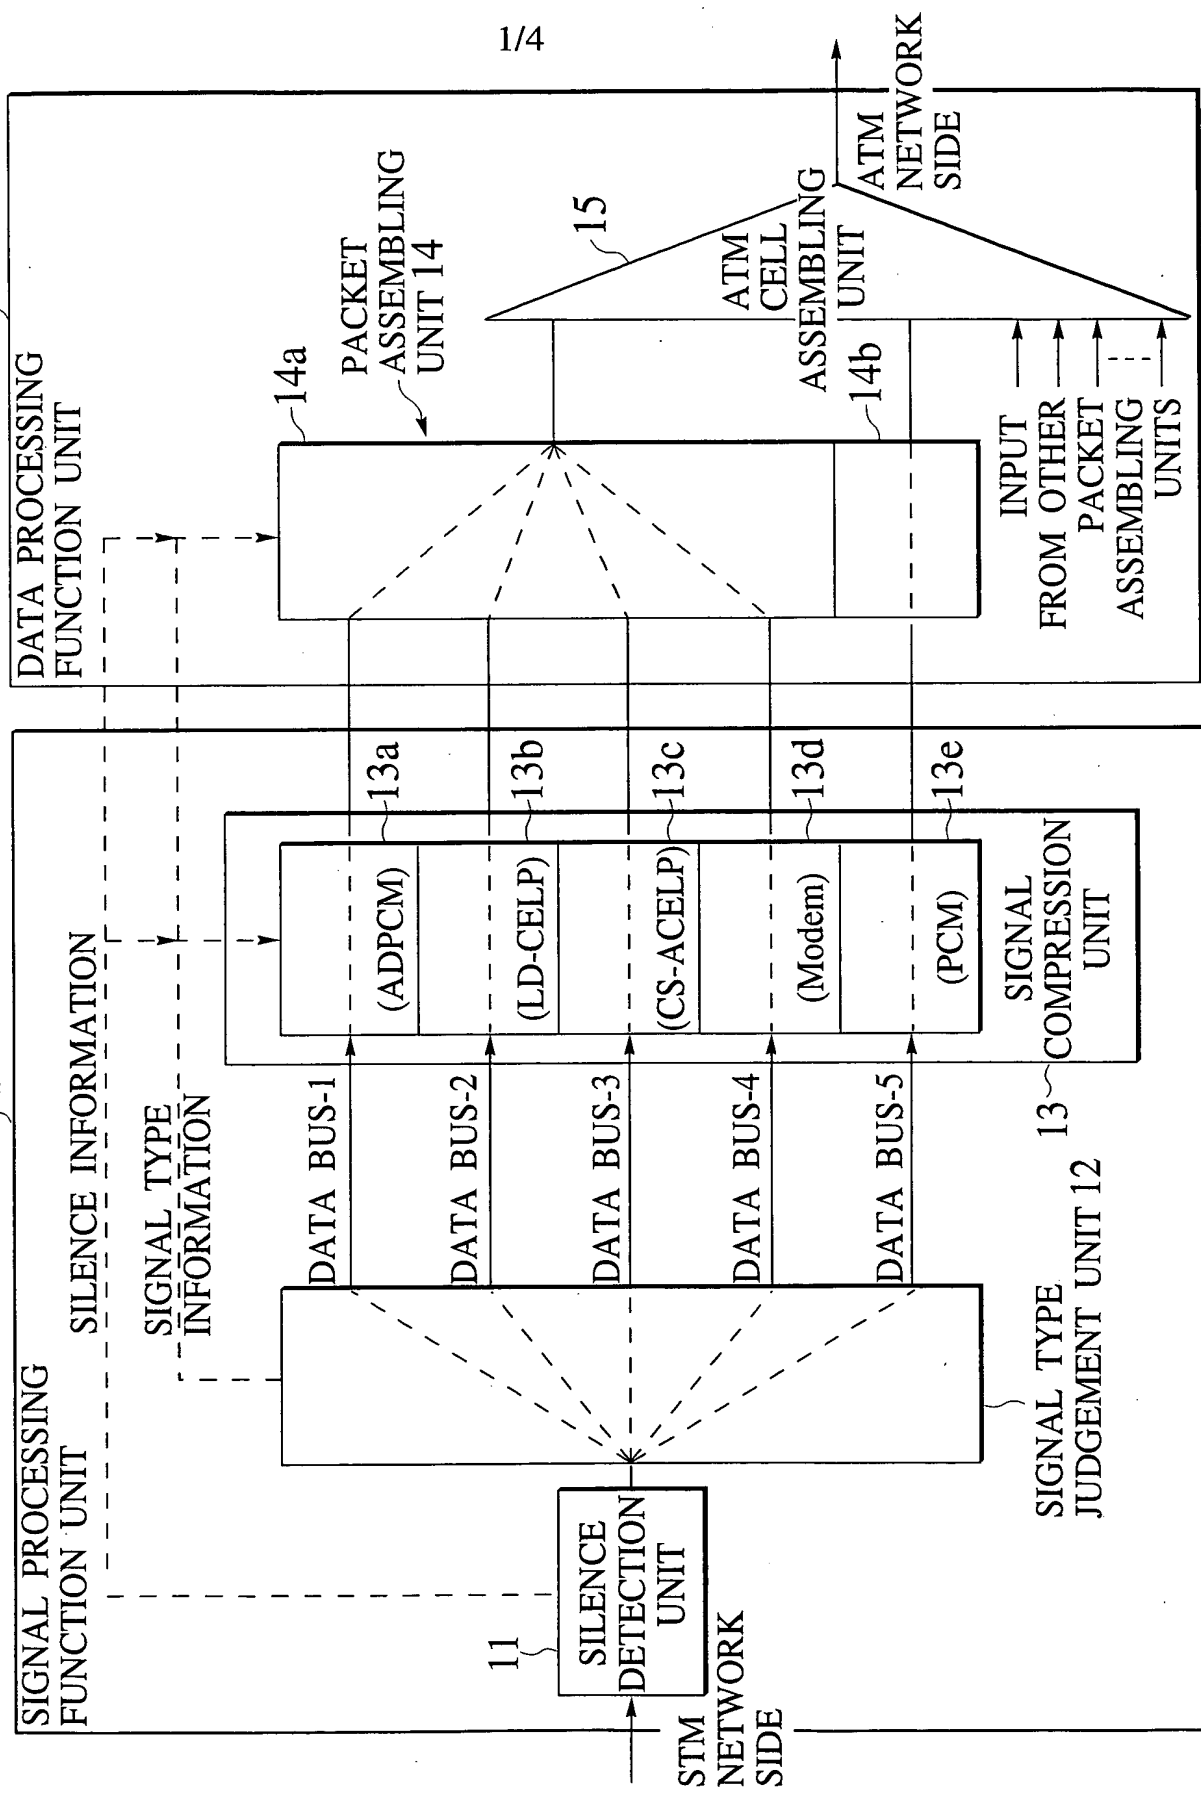 1/4
SIGNAL PROCESSING
FUNCTION UNIT
SILENCE INFORMATION
SIGNAL TYPE
INFORMATION
STM
NETWORK
SIDE
11
SILENCE
DETECTION
UNIT
SIGNAL TYPE
JUDGEMENT UNIT 12
DATA BUS-1
DATA BUS-2
DATA BUS-3
DATA BUS-4
DATA BUS-5
(ADPCM)
13a
(LD-CELP)
13b
(CS-ACELP)
13c
(Modem)
13d
(PCM)
13e
13
SIGNAL
COMPRESSION
UNIT
DATA PROCESSING
FUNCTION UNIT
14a
PACKET
ASSEMBLING
UNIT 14
14b
15
ATM
CELL
ASSEMBLING
UNIT
INPUT
FROM OTHER
PACKET
ASSEMBLING
UNITS
ATM
NETWORK
SIDE